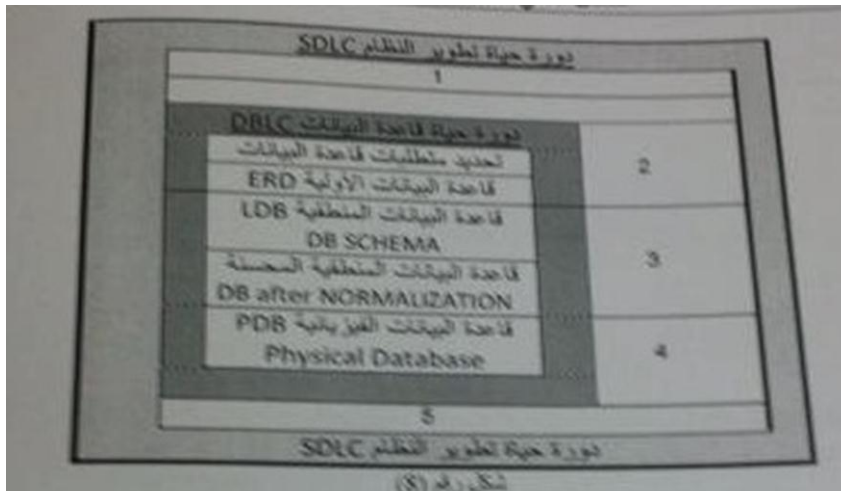 دورة حياة تطوير النظام SDLC
1
دورة حياة قاعدة البيانات DBLC
تحديد متطلبات قاعدة البيانات
2
قاعدة البيانات الأولية ERD
قاعدة البيانات المنطقية LDB
DB SCHEMA
3
قاعدة البيانات المنطقية المحسنة
DB after NORMALIZATION
قاعدة البيانات الفيزيائية PDB
Physical Database
4
5
دورة حياة تطوير النظام SDLC
شكل رقم (8)